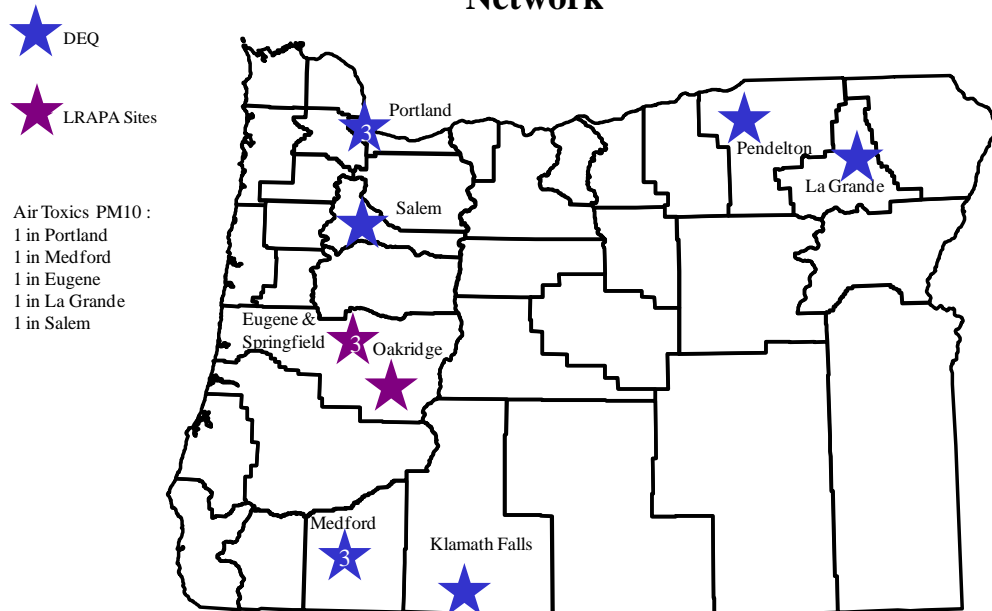 Network
DEQ
LRAPA Sites
Air Toxics PM10 :
1 in Portland
1 in Medford
1 in Eugene
1 in La Grande
1 in Salem
Portland
3
Pendelton
La Grande
Salem
Eugene &
Springfield
3
Oakridge
Medford
3
Klamath Falls